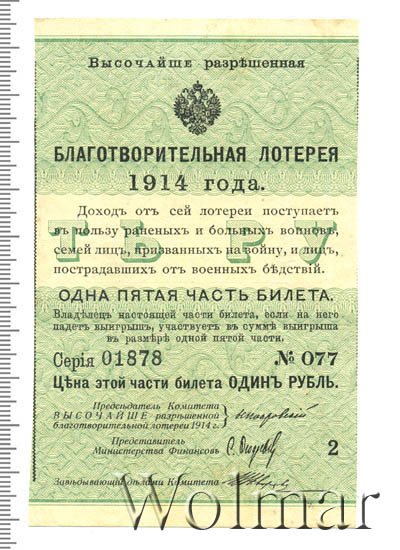 Высочайше разрѣшенная
БЛАГОТВОРИТЕЛЬНАЯ ЛОТЕРЕЯ
1914 года.
Доходъ отъ сей лотереи поступаетъ
въ пользу раненыхъ и больныхъ воиновъ,
семей лицъ, призванныхъ на войну, и лицъ,
пострадавшихъ отъ военныхъ бѣдствій.
ТЬ РУ
ОДНА ПЯТАЯ ЧАСТЬ БИЛЕТА.
Владѣлецъ настоящей части билета, если на него
падетъ выигрышъ, участвуетъ въ суммѣ выигрыша
въ размѣрѣ одной пятой части.
Серія 01878 № 077
Цѣна этой части билета ОДИНЪ РУБЛЬ.
Предсѣдатель Комитета
ВЫСОЧАЙШЕ разрѣшенной
благотворительной лотереи 1914 г.
Представитель
Министерства Финансовъ
2
Завѣдывающій дѣлами Комитета
Wolmar